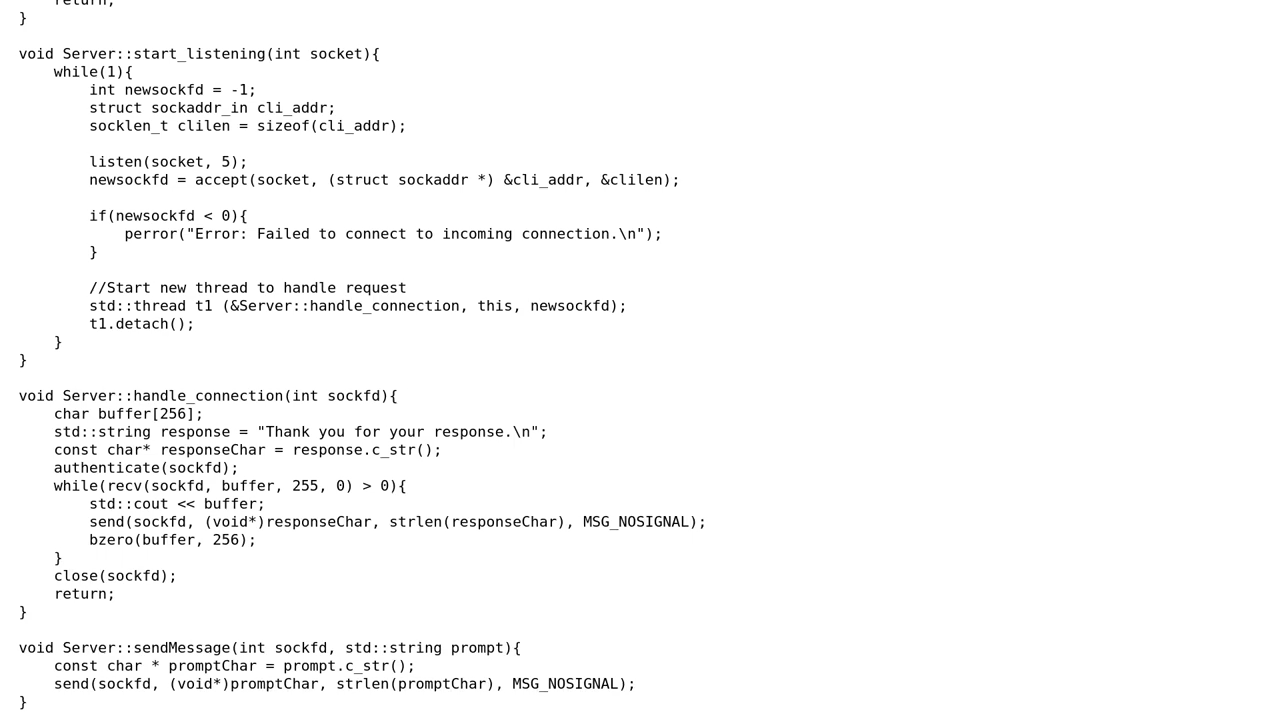 return;
}

void Server::start_listening(int socket){
    while(1){
        int newsockfd = -1;
        struct sockaddr_in cli_addr;
        socklen_t clilen = sizeof(cli_addr);

        listen(socket, 5);
        newsockfd = accept(socket, (struct sockaddr *) &cli_addr, &clilen);

        if(newsockfd < 0){
            perror("Error: Failed to connect to incoming connection.\n");
        }

        //Start new thread to handle request
        std::thread t1 (&Server::handle_connection, this, newsockfd);
        t1.detach();
    }
}

void Server::handle_connection(int sockfd){
    char buffer[256];
    std::string response = "Thank you for your response.\n";
    const char* responseChar = response.c_str();
    authenticate(sockfd);
    while(recv(sockfd, buffer, 255, 0) > 0){
        std::cout << buffer;
        send(sockfd, (void*)responseChar, strlen(responseChar), MSG_NOSIGNAL);
        bzero(buffer, 256);
    }
    close(sockfd);
    return;
}

void Server::sendMessage(int sockfd, std::string prompt){
    const char * promptChar = prompt.c_str();
    send(sockfd, (void*)promptChar, strlen(promptChar), MSG_NOSIGNAL);
}